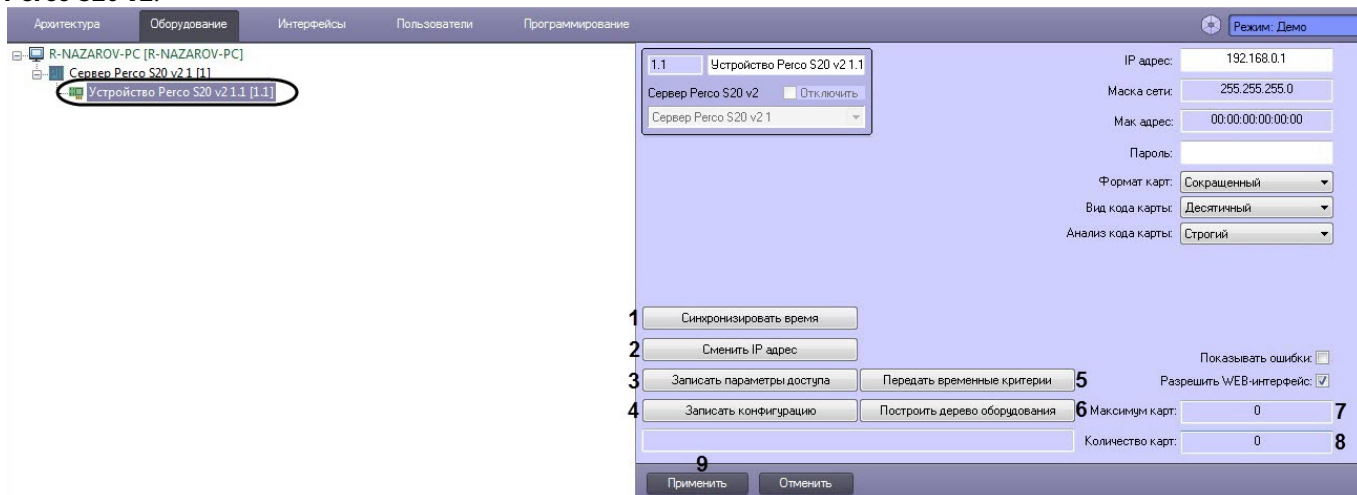 Perco S20 v2.
Архитектура Оборудование Интерфейсы Пользователи Программирование Режим: Демо
R-NAZAROV-PC [R-NAZAROV-PC]
Сервер Perco S20 v2 1 [1]
Устройство Perco S20 v2 1.1 [1.1]
1.1 Устройство Perco S20 v2 1.1
Сервер Perco S20 v2 Отключить
Сервер Perco S20 v2 1
IP адрес: 192.168.0.1
Маска сети: 255.255.255.0
Мак адрес: 00:00:00:00:00:00
Пароль:
Формат карт: Сокращенный
Вид кода карты: Десятичный
Анализ кода карты: Строгий
1 Синхронизировать время
2 Сменить IP адрес
Показывать ошибки:
3 Записать параметры доступа Передать временные критерии 5 Разрешить WEB-интерфейс:
4 Записать конфигурацию Построить дерево оборудования 6 Максимум карт: 0 7
Количество карт: 0 8
9
Применить Отменить